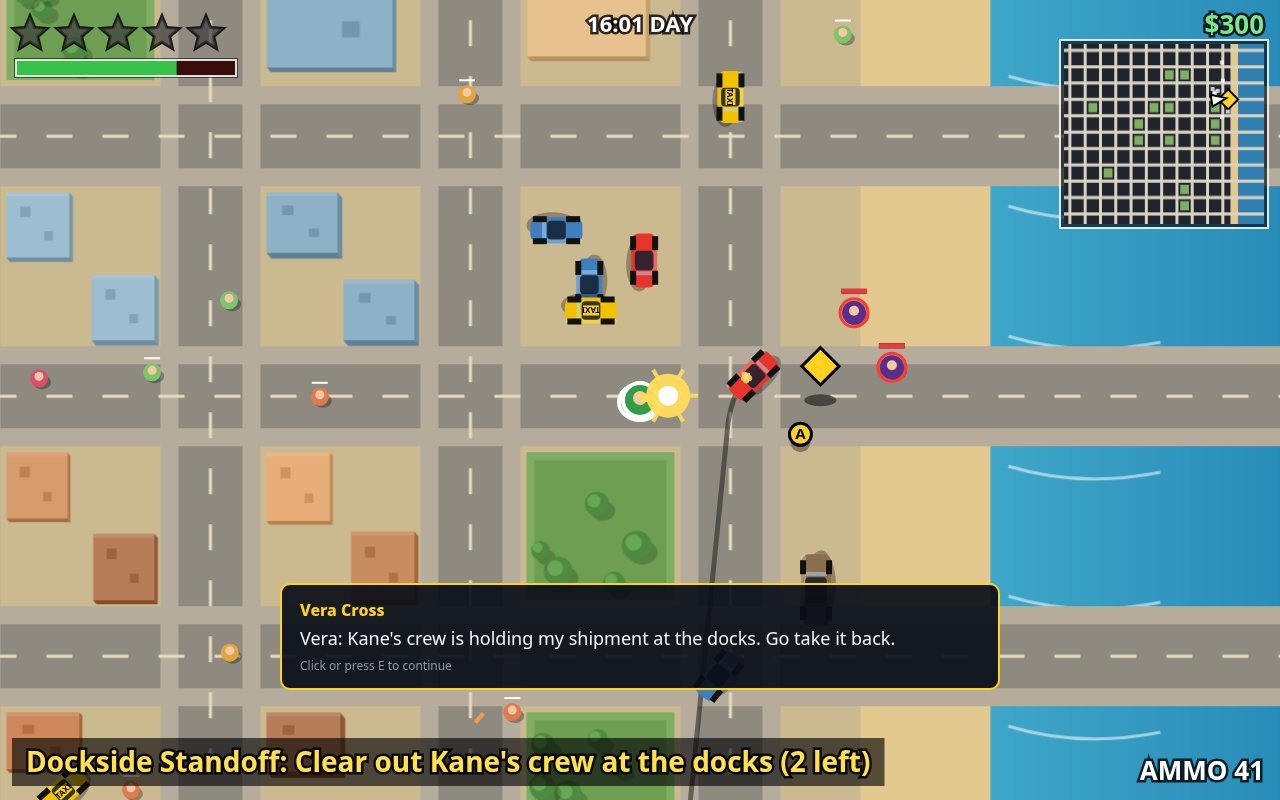 16:01 DAY
$300
TAXI
TAXI
A
Vera Cross
Vera: Kane's crew is holding my shipment at the docks. Go take it back.
Click or press E to continue
Dockside Standoff: Clear out Kane's crew at the docks (2 left)
TAXI
AMMO 41